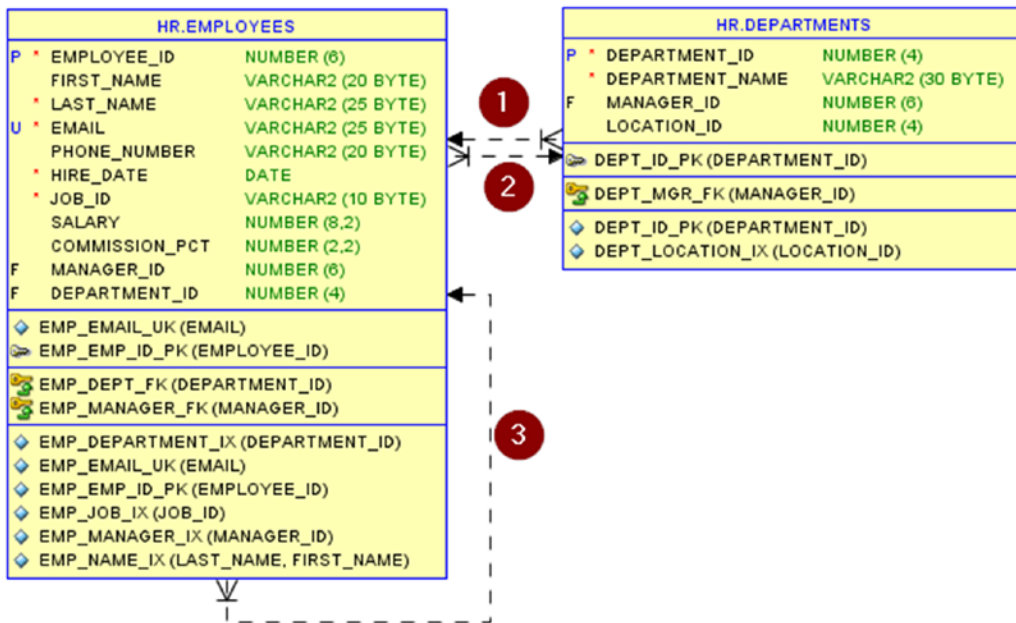 HR.EMPLOYEES
P * EMPLOYEE_ID NUMBER (6)
FIRST_NAME VARCHAR2 (20 BYTE)
* LAST_NAME VARCHAR2 (25 BYTE)
U * EMAIL VARCHAR2 (25 BYTE)
PHONE_NUMBER VARCHAR2 (20 BYTE)
* HIRE_DATE DATE
* JOB_ID VARCHAR2 (10 BYTE)
SALARY NUMBER (8,2)
COMMISSION_PCT NUMBER (2,2)
F MANAGER_ID NUMBER (6)
F DEPARTMENT_ID NUMBER (4)
EMP_EMAIL_UK (EMAIL)
EMP_EMP_ID_PK (EMPLOYEE_ID)
EMP_DEPT_FK (DEPARTMENT_ID)
EMP_MANAGER_FK (MANAGER_ID)
EMP_DEPARTMENT_IX (DEPARTMENT_ID)
EMP_EMAIL_UK (EMAIL)
EMP_EMP_ID_PK (EMPLOYEE_ID)
EMP_JOB_IX (JOB_ID)
EMP_MANAGER_IX (MANAGER_ID)
EMP_NAME_IX (LAST_NAME, FIRST_NAME)
1
2
3
HR.DEPARTMENTS
P * DEPARTMENT_ID NUMBER (4)
* DEPARTMENT_NAME VARCHAR2 (30 BYTE)
F MANAGER_ID NUMBER (6)
LOCATION_ID NUMBER (4)
DEPT_ID_PK (DEPARTMENT_ID)
DEPT_MGR_FK (MANAGER_ID)
DEPT_ID_PK (DEPARTMENT_ID)
DEPT_LOCATION_IX (LOCATION_ID)